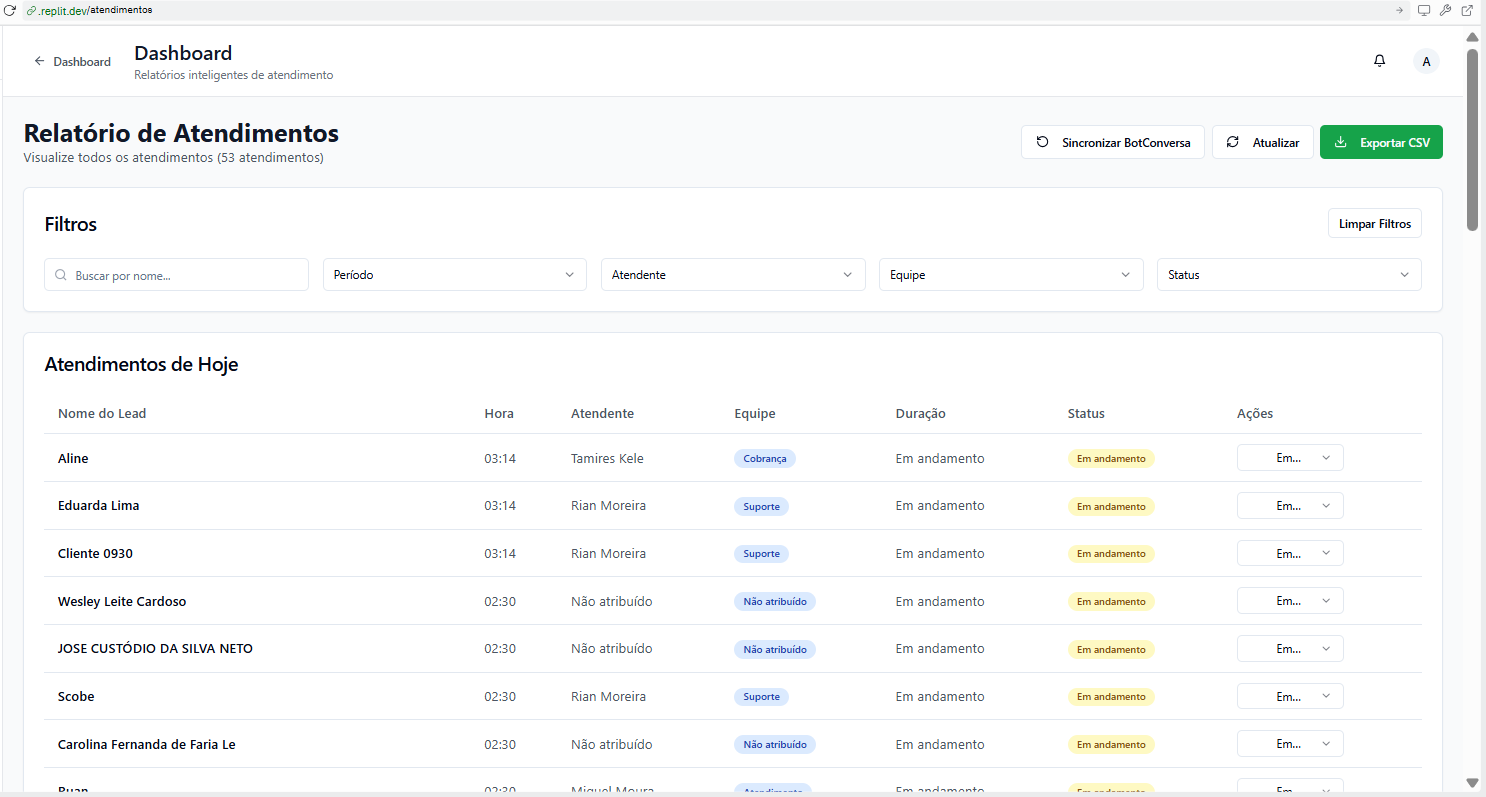 .replit.dev/atendimentos
Dashboard
Dashboard
Relatórios inteligentes de atendimento
A
Relatório de Atendimentos
Visualize todos os atendimentos (53 atendimentos)
Sincronizar BotConversa
Atualizar
Exportar CSV
Filtros
Limpar Filtros
Buscar por nome...
Período
Atendente
Equipe
Status
Atendimentos de Hoje
Nome do Lead Hora Atendente Equipe Duração Status Ações
Aline 03:14 Tamires Kele Cobrança Em andamento Em andamento Em...
Eduarda Lima 03:14 Rian Moreira Suporte Em andamento Em andamento Em...
Cliente 0930 03:14 Rian Moreira Suporte Em andamento Em andamento Em...
Wesley Leite Cardoso 02:30 Não atribuído Não atribuído Em andamento Em andamento Em...
JOSE CUSTÓDIO DA SILVA NETO 02:30 Não atribuído Não atribuído Em andamento Em andamento Em...
Scobe 02:30 Rian Moreira Suporte Em andamento Em andamento Em...
Carolina Fernanda de Faria Le 02:30 Não atribuído Não atribuído Em andamento Em andamento Em...
Ruan 02:30 Miguel Moura Atendimento Em andamento Em andamento Em...